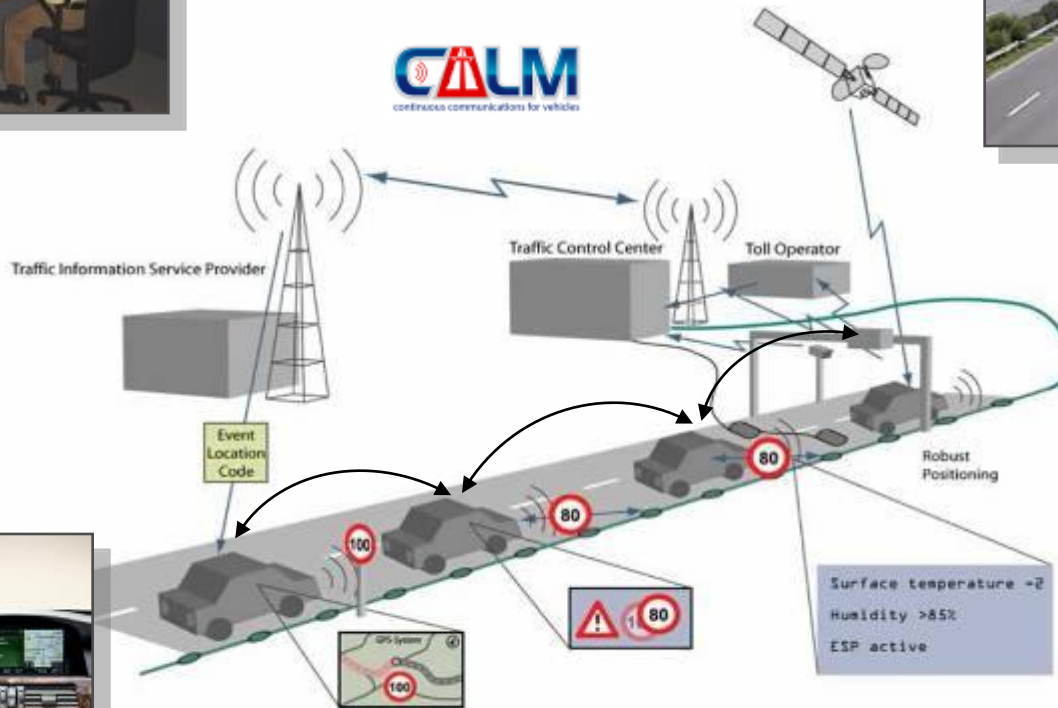 CALM
continuous communications for vehicles
Traffic Information Service Provider
Traffic Control Center
Toll Operator
Event
Location
Code
Robust
Positioning
100
80
80
80
GPS-System
100
Surface temperature -2
Humidity >85%
ESP active